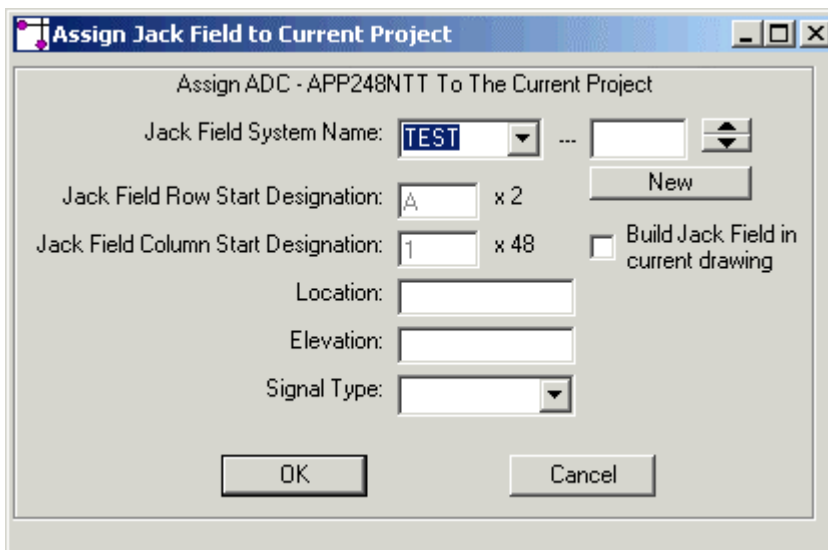 Assign Jack Field to Current Project
Assign ADC - APP248NTT To The Current Project
Jack Field System Name: TEST ---
New
Jack Field Row Start Designation: A x 2
Jack Field Column Start Designation: 1 x 48
Build Jack Field in
current drawing
Location:
Elevation:
Signal Type:
OK Cancel